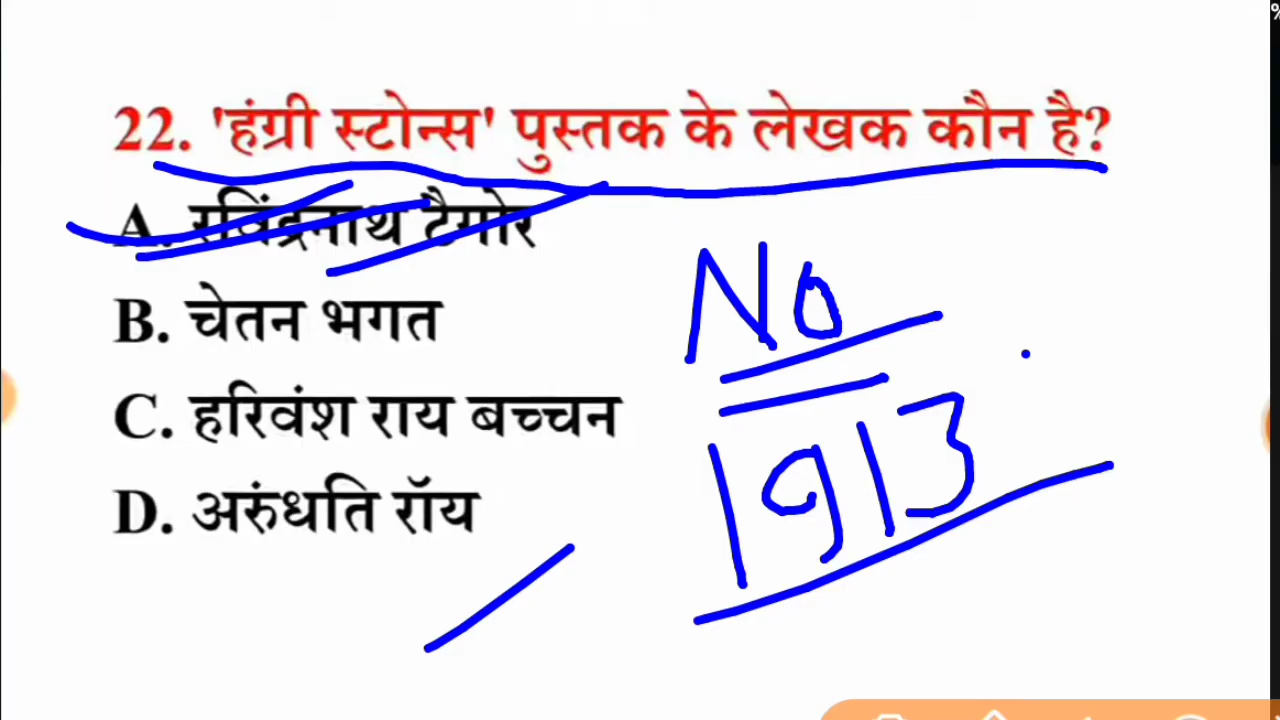 22. 'हंग्री स्टोन्स' पुस्तक के लेखक कौन है?
A. रविंद्रनाथ टैगोर
B. चेतन भगत
C. हरिवंश राय बच्चन
D. अरुंधति रॉय
No
1913